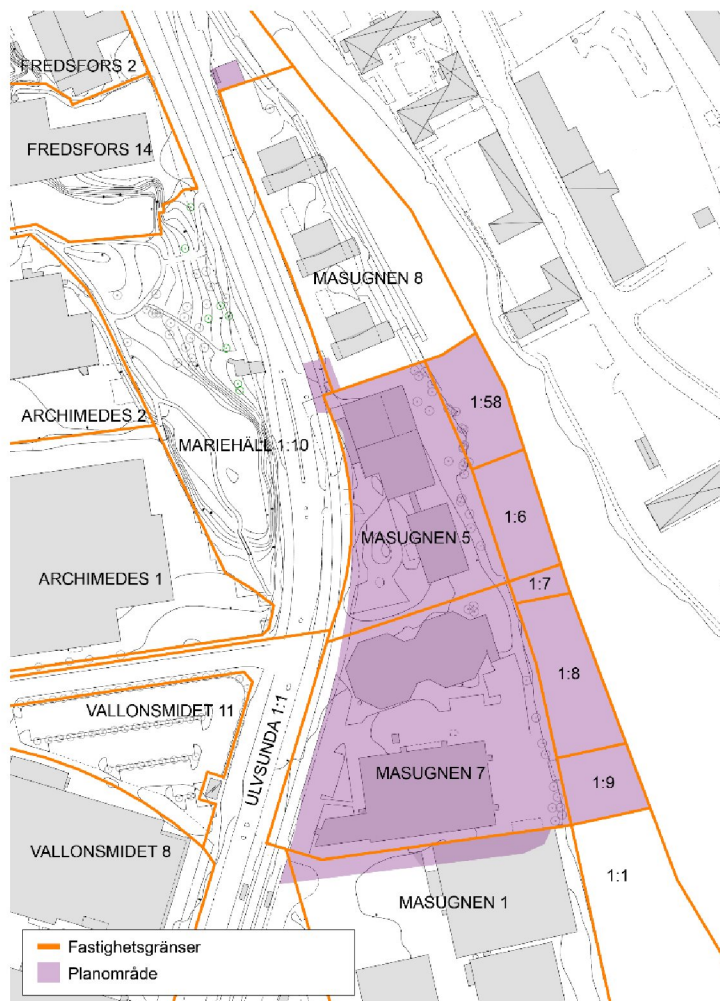 FREDSFORS 2
FREDSFORS 14
MASUGNEN 8
1:58
ARCHIMEDES 2
MARIEHÄLL 1:10
1:6
MASUGNEN 5
ARCHIMEDES 1
1:7
1:8
VALLONSMIDET 11
ULVSUNDA 1:1
MASUGNEN 7
1:9
VALLONSMIDET 8
1:1
MASUGNEN 1
Fastighetsgränser
Planområde